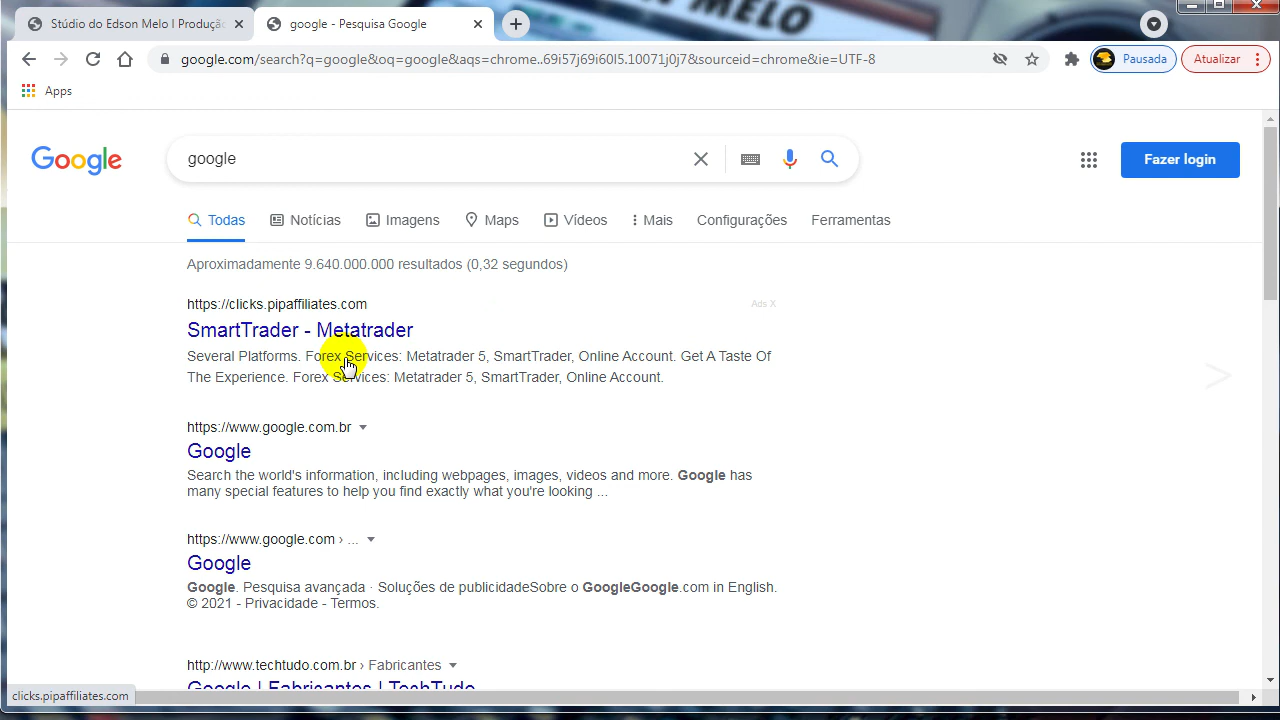 N MELO
Stúdio do Edson Melo I Produçã
google - Pesquisa Google
google.com/search?q=google&oq=google&aqs=chrome..69i57j69i60l5.10071j0j7&sourceid=chrome&ie=UTF-8
Pausada
Atualizar
Apps
Google
google
Fazer login
Todas
Notícias
Imagens
Maps
Vídeos
Mais
Configurações
Ferramentas
Aproximadamente 9.640.000.000 resultados (0,32 segundos)
https://clicks.pipaffiliates.com
Ads X
SmartTrader - Metatrader
Several Platforms. Forex Services: Metatrader 5, SmartTrader, Online Account. Get A Taste Of
The Experience. Forex Services: Metatrader 5, SmartTrader, Online Account.
>
https://www.google.com.br
Google
Search the world's information, including webpages, images, videos and more. Google has
many special features to help you find exactly what you're looking ...
https://www.google.com › ...
Google
Google. Pesquisa avançada · Soluções de publicidadeSobre o GoogleGoogle.com in English.
© 2021 - Privacidade - Termos.
http://www.techtudo.com.br › Fabricantes
Google | Fabricantes | TechTudo
clicks.pipaffiliates.com